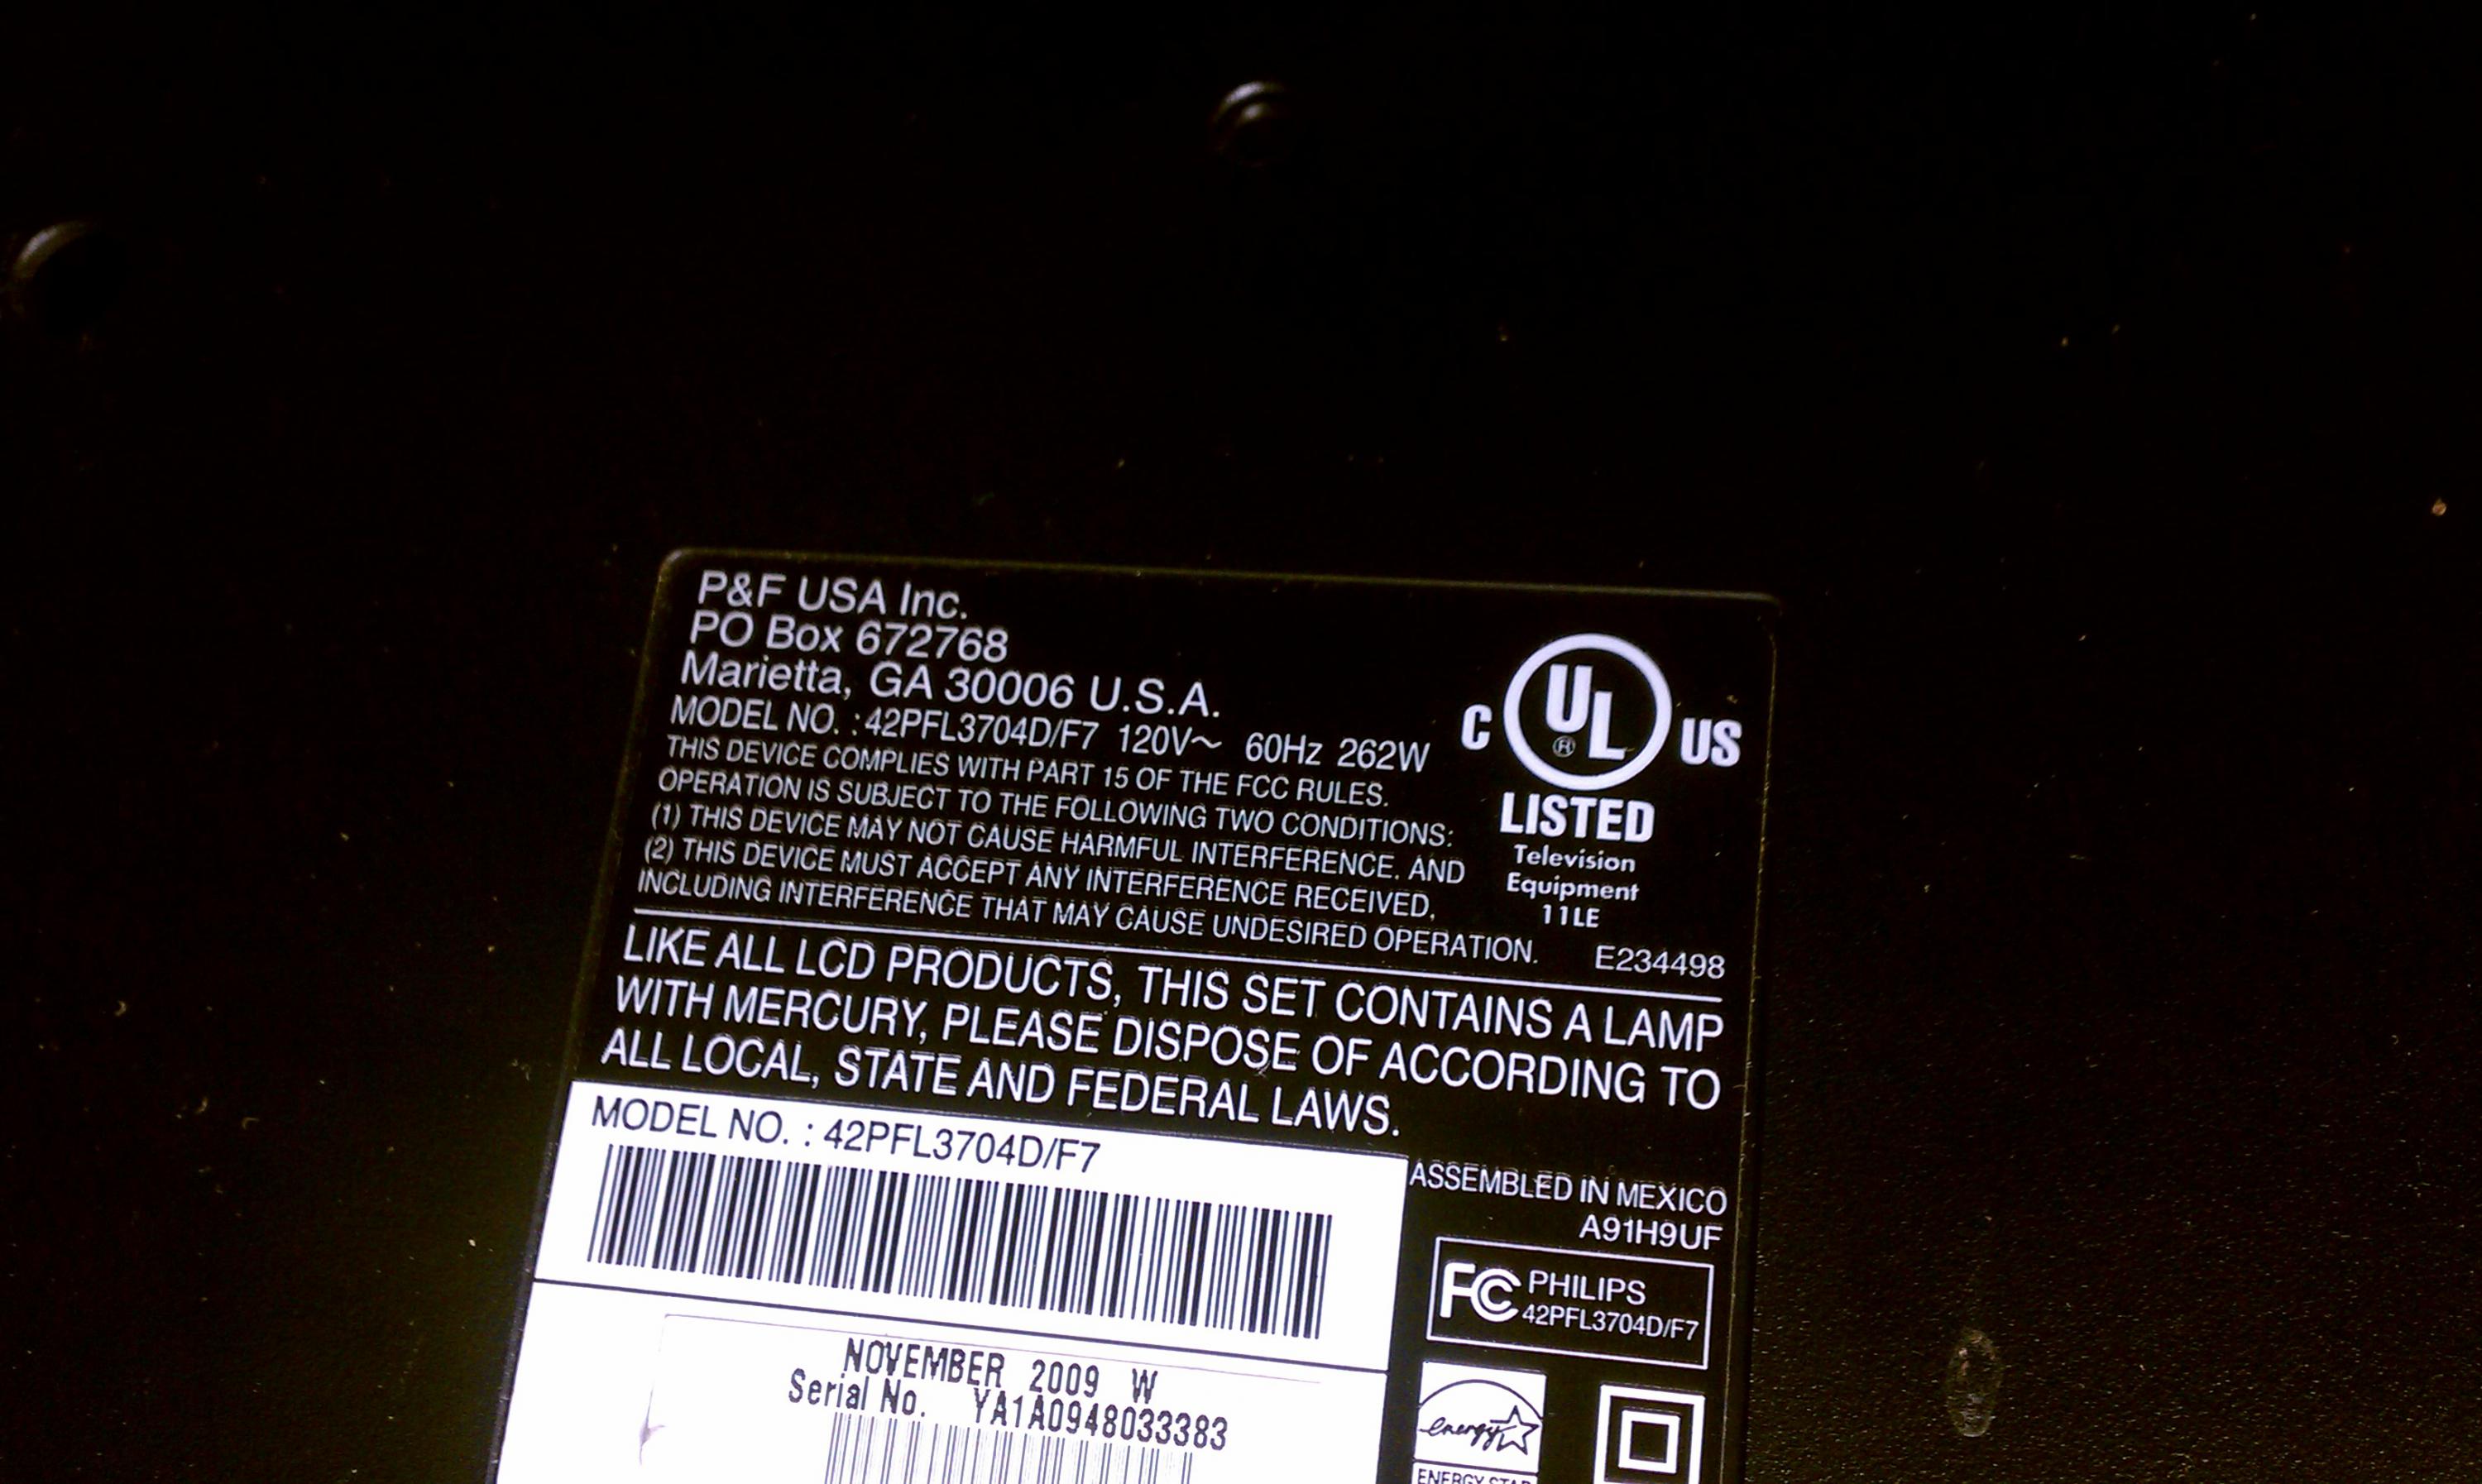 P&F USA Inc.
PO Box 672768
Marietta, GA 30006 U.S.A.
MODEL NO. : 42PFL3704D/F7 120V~ 60Hz 262W
THIS DEVICE COMPLIES WITH PART 15 OF THE FCC RULES.
OPERATION IS SUBJECT TO THE FOLLOWING TWO CONDITIONS:
(1) THIS DEVICE MAY NOT CAUSE HARMFUL INTERFERENCE. AND
(2) THIS DEVICE MUST ACCEPT ANY INTERFERENCE RECEIVED,
INCLUDING INTERFERENCE THAT MAY CAUSE UNDESIRED OPERATION.
C UL ® US
LISTED
Television
Equipment
11LE
E234498
LIKE ALL LCD PRODUCTS, THIS SET CONTAINS A LAMP
WITH MERCURY, PLEASE DISPOSE OF ACCORDING TO
ALL LOCAL, STATE AND FEDERAL LAWS.
MODEL NO. : 42PFL3704D/F7
ASSEMBLED IN MEXICO
A91H9UF
FC PHILIPS
42PFL3704D/F7
NOVEMBER 2009 W
Serial No. YA1A0948033383
energy
ENERGY STAR